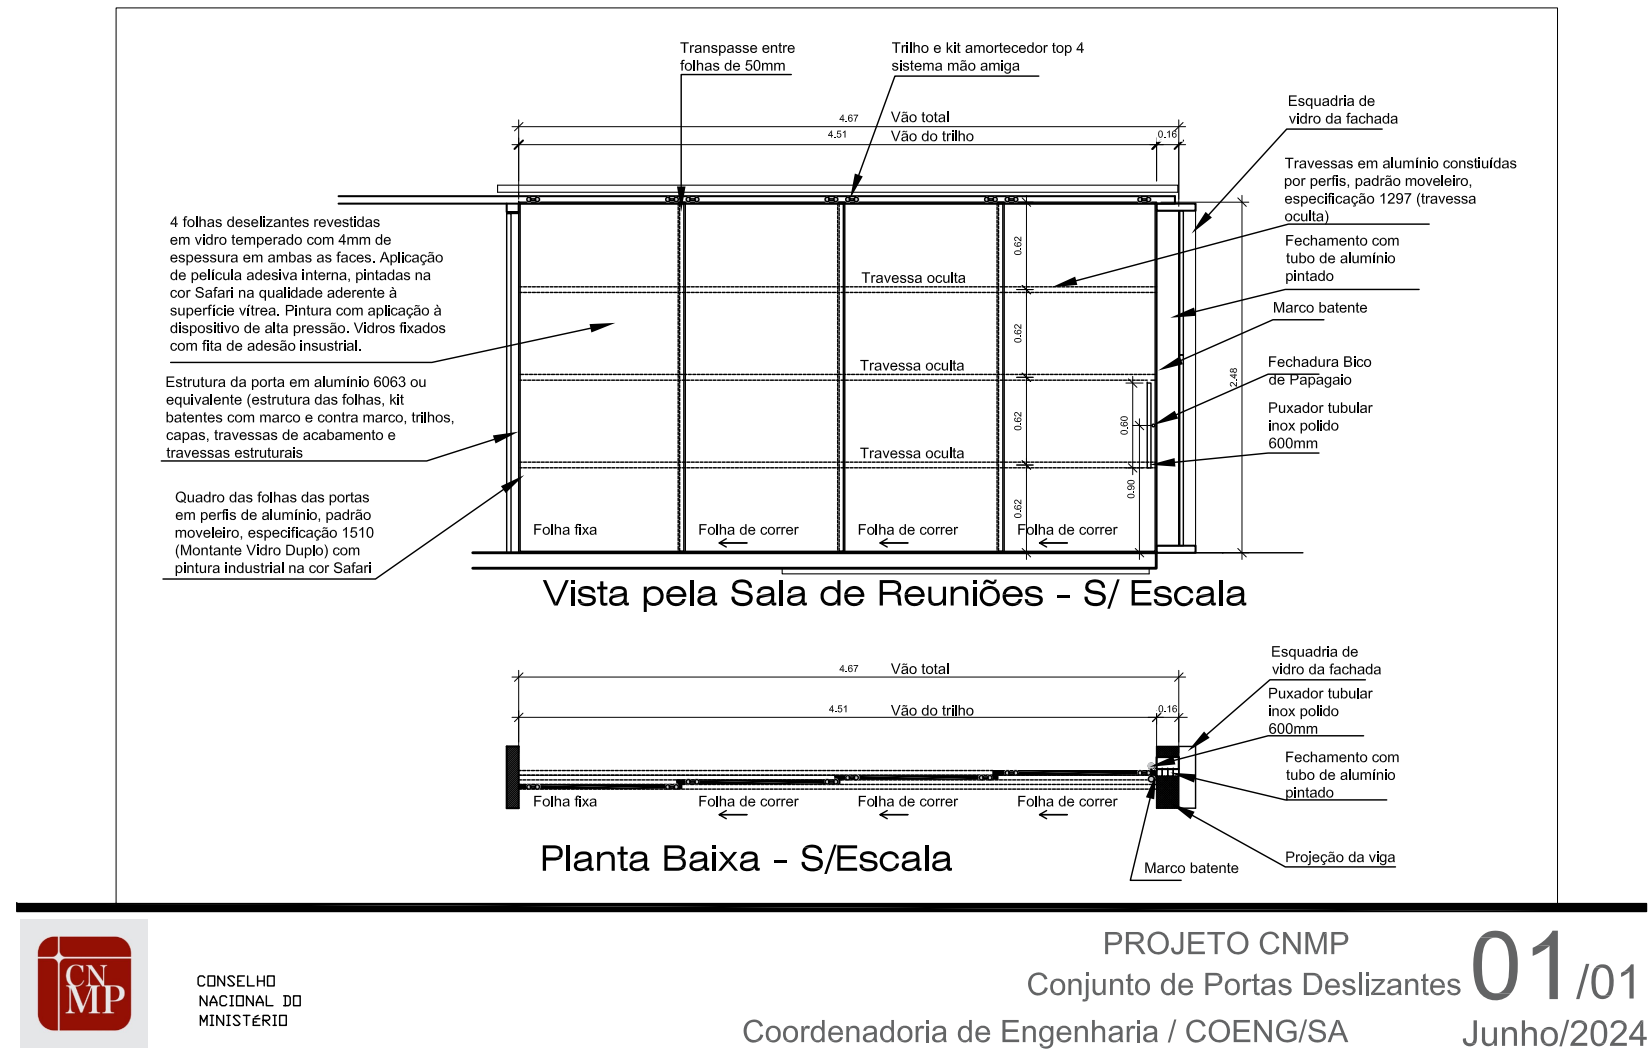 Transpasse entre
folhas de 50mm
Trilho e kit amortecedor top 4
sistema mão amiga
Esquadria de
vidro da fachada
4.67 Vão total
4.51 Vão do trilho 0.16
Travessas em alumínio constiuídas
por perfis, padrão moveleiro,
especificação 1297 (travessa
oculta)
4 folhas deselizantes revestidas
em vidro temperado com 4mm de
espessura em ambas as faces. Aplicação
de película adesiva interna, pintadas na
cor Safari na qualidade aderente à
superfície vítrea. Pintura com aplicação à
dispositivo de alta pressão. Vidros fixados
com fita de adesão insustrial.
Fechamento com
tubo de alumínio
pintado
Marco batente
Fechadura Bico
de Papagaio
Puxador tubular
inox polido
600mm
Estrutura da porta em alumínio 6063 ou
equivalente (estrutura das folhas, kit
batentes com marco e contra marco, trilhos,
capas, travessas de acabamento e
travessas estruturais
Quadro das folhas das portas
em perfis de alumínio, padrão
moveleiro, especificação 1510
(Montante Vidro Duplo) com
pintura industrial na cor Safari
0.62
Travessa oculta
0.62
Travessa oculta
2.48
0.62
0.60
Travessa oculta
0.90
0.62
Folha fixa
Folha de correr
Folha de correr
Folha de correr
Vista pela Sala de Reuniões - S/ Escala
4.67 Vão total
4.51 Vão do trilho 0.16
Esquadria de
vidro da fachada
Puxador tubular
inox polido
600mm
Fechamento com
tubo de alumínio
pintado
Folha fixa
Folha de correr
Folha de correr
Folha de correr
Projeção da viga
Marco batente
Planta Baixa - S/Escala
CN
MP
CONSELHO
NACIONAL DO
MINISTÉRIO
PROJETO CNMP
Conjunto de Portas Deslizantes
Coordenadoria de Engenharia / COENG/SA
01/01
Junho/2024